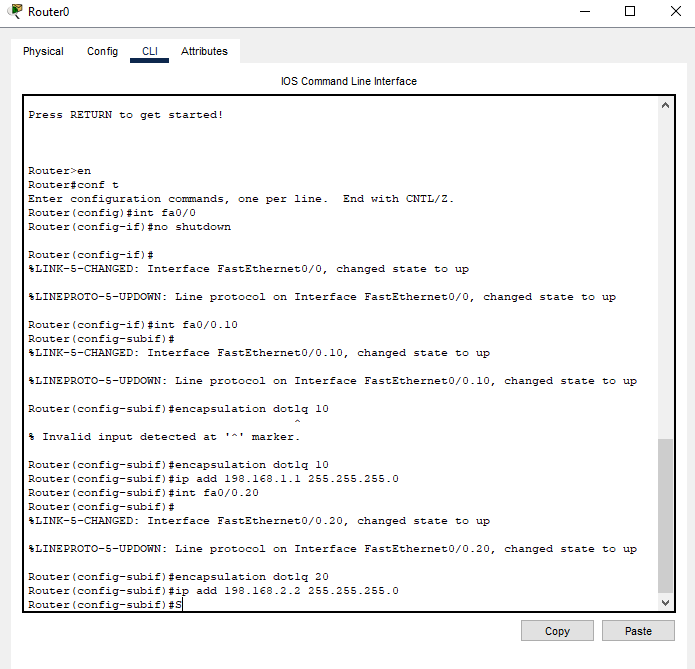 Router0
Physical Config CLI Attributes
IOS Command Line Interface
Press RETURN to get started!
Router>en
Router#conf t
Enter configuration commands, one per line.  End with CNTL/Z.
Router(config)#int fa0/0
Router(config-if)#no shutdown
Router(config-if)#
%LINK-5-CHANGED: Interface FastEthernet0/0, changed state to up
%LINEPROTO-5-UPDOWN: Line protocol on Interface FastEthernet0/0, changed state to up
Router(config-if)#int fa0/0.10
Router(config-subif)#
%LINK-5-CHANGED: Interface FastEthernet0/0.10, changed state to up
%LINEPROTO-5-UPDOWN: Line protocol on Interface FastEthernet0/0.10, changed state to up
Router(config-subif)#encapsulation dotlq 10
^
% Invalid input detected at '^' marker.
Router(config-subif)#encapsulation dot1q 10
Router(config-subif)#ip add 198.168.1.1 255.255.255.0
Router(config-subif)#int fa0/0.20
Router(config-subif)#
%LINK-5-CHANGED: Interface FastEthernet0/0.20, changed state to up
%LINEPROTO-5-UPDOWN: Line protocol on Interface FastEthernet0/0.20, changed state to up
Router(config-subif)#encapsulation dot1q 20
Router(config-subif)#ip add 198.168.2.2 255.255.255.0
Router(config-subif)#S
Copy Paste